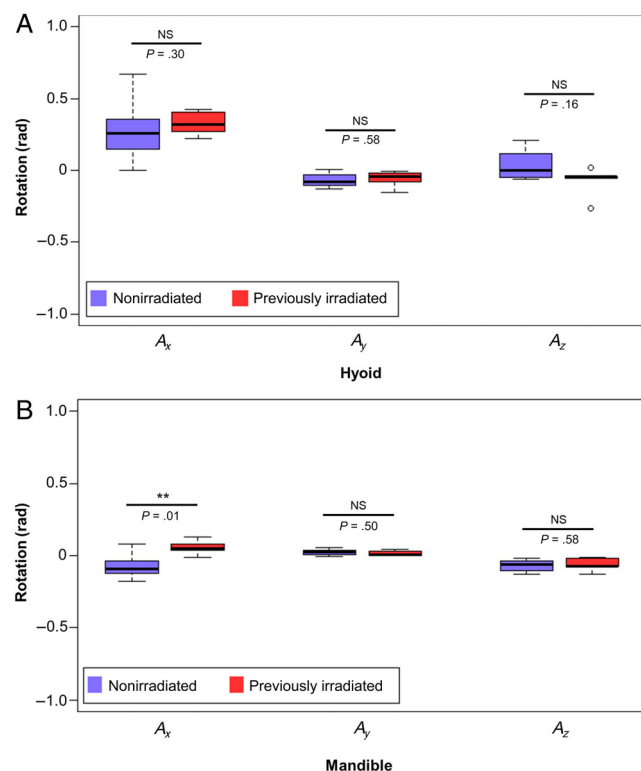 A
Rotation (rad)
1.0
0.5
0
–0.5
–1.0
NS
P = .30
NS
P = .58
NS
P = .16
Nonirradiated
Previously irradiated
Ax
Ay
Az
Hyoid
B
Rotation (rad)
1.0
0.5
0
–0.5
–1.0
**
P = .01
NS
P = .50
NS
P = .58
Nonirradiated
Previously irradiated
Ax
Ay
Az
Mandible